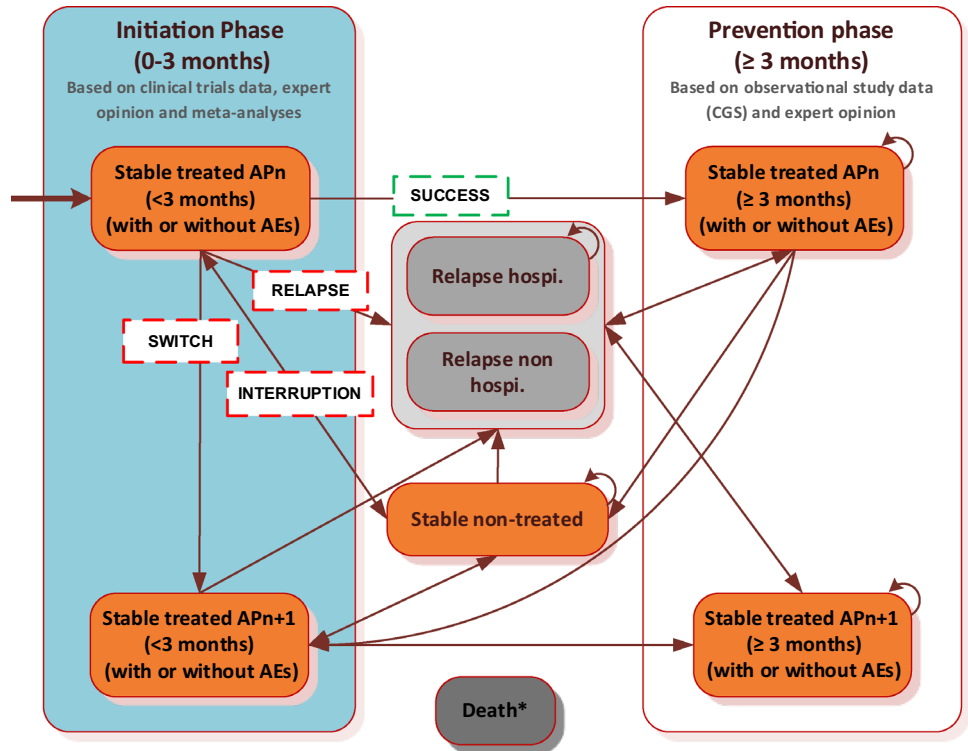 Initiation Phase
(0-3 months)
Based on clinical trials data, expert
opinion and meta-analyses
Prevention phase
(≥ 3 months)
Based on observational study data
(CGS) and expert opinion
Stable treated APn
(<3 months)
(with or without AEs)
SUCCESS
Stable treated APn
(≥ 3 months)
(with or without AEs)
RELAPSE
Relapse hospi.
SWITCH
Relapse non
hospi.
INTERRUPTION
Stable non-treated
Stable treated APn+1
(<3 months)
(with or without AEs)
Stable treated APn+1
(≥ 3 months)
(with or without AEs)
Death*